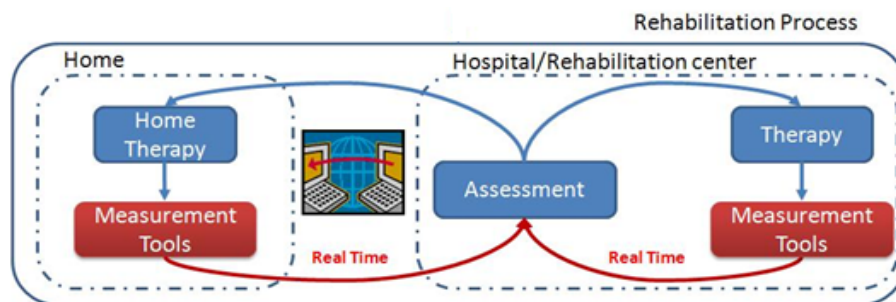 Rehabilitation Process
Home
Hospital/Rehabilitation center
Home
Therapy
Therapy
Assessment
Measurement
Tools
Measurement
Tools
Real Time
Real Time